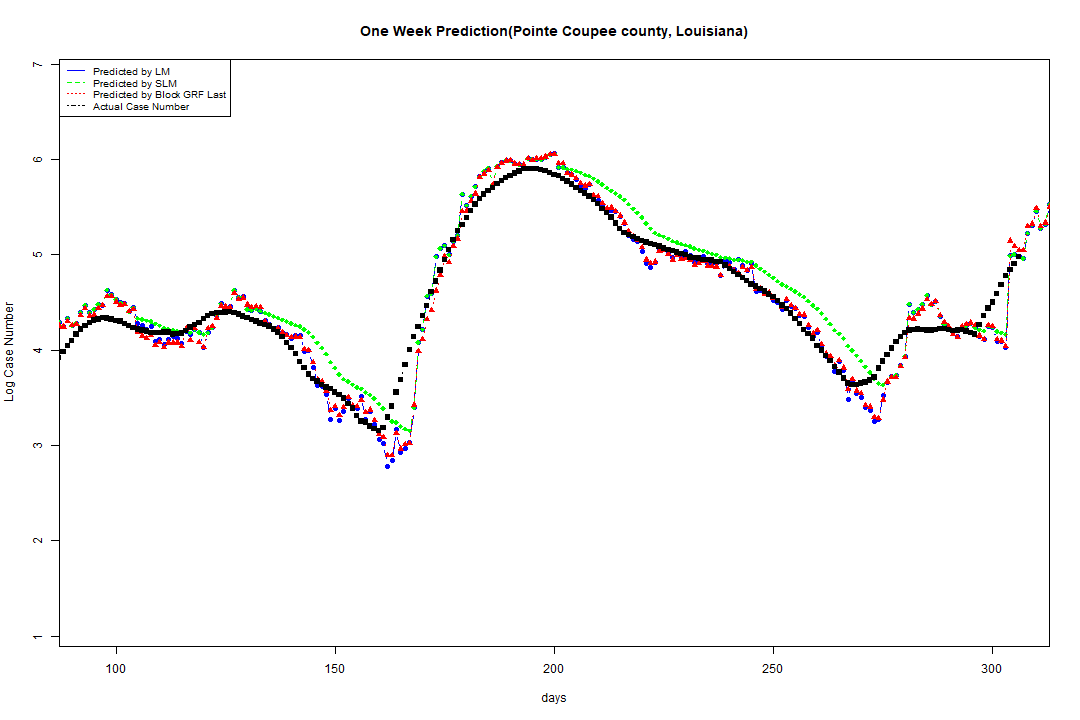 One Week Prediction(Pointe Coupee county, Louisiana)
Predicted by LM
Predicted by SLM
Predicted by Block GRF Last
Actual Case Number
7
6
5
4
3
2
1
Log Case Number
100 150 200 250 300
days